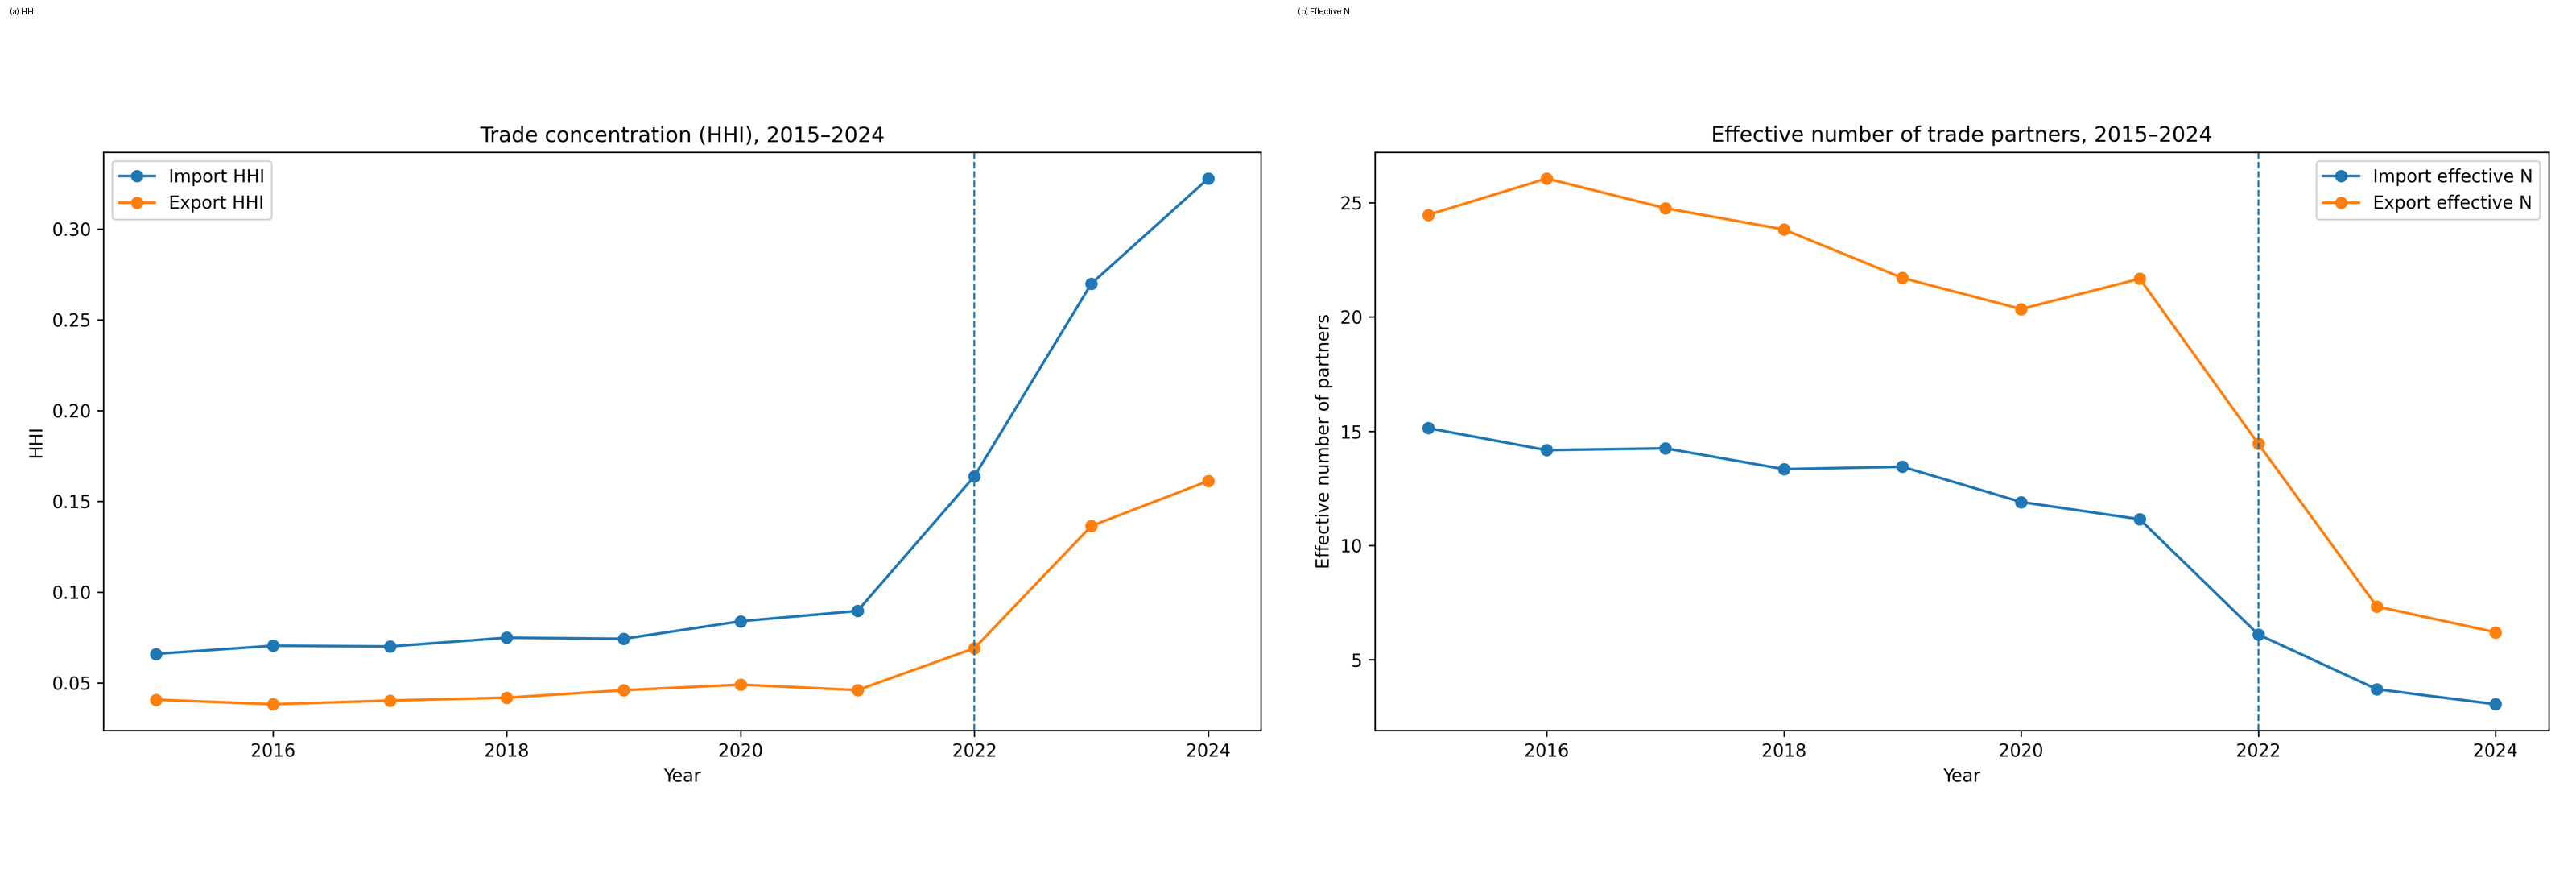 (a) HHI
(b) Effective N
Trade concentration (HHI), 2015–2024
Import HHI
Export HHI
HHI
0.30
0.25
0.20
0.15
0.10
0.05
2016
2018
2020
2022
2024
Year
Effective number of trade partners, 2015–2024
Import effective N
Export effective N
Effective number of partners
25
20
15
10
5
2016
2018
2020
2022
2024
Year